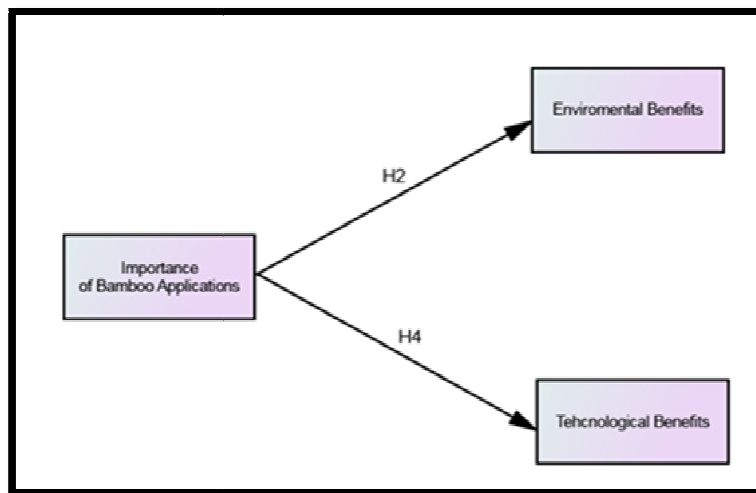 Enviromental Benefits
H2
Importance
of Bamboo Applications
H4
Tehcnological Benefits